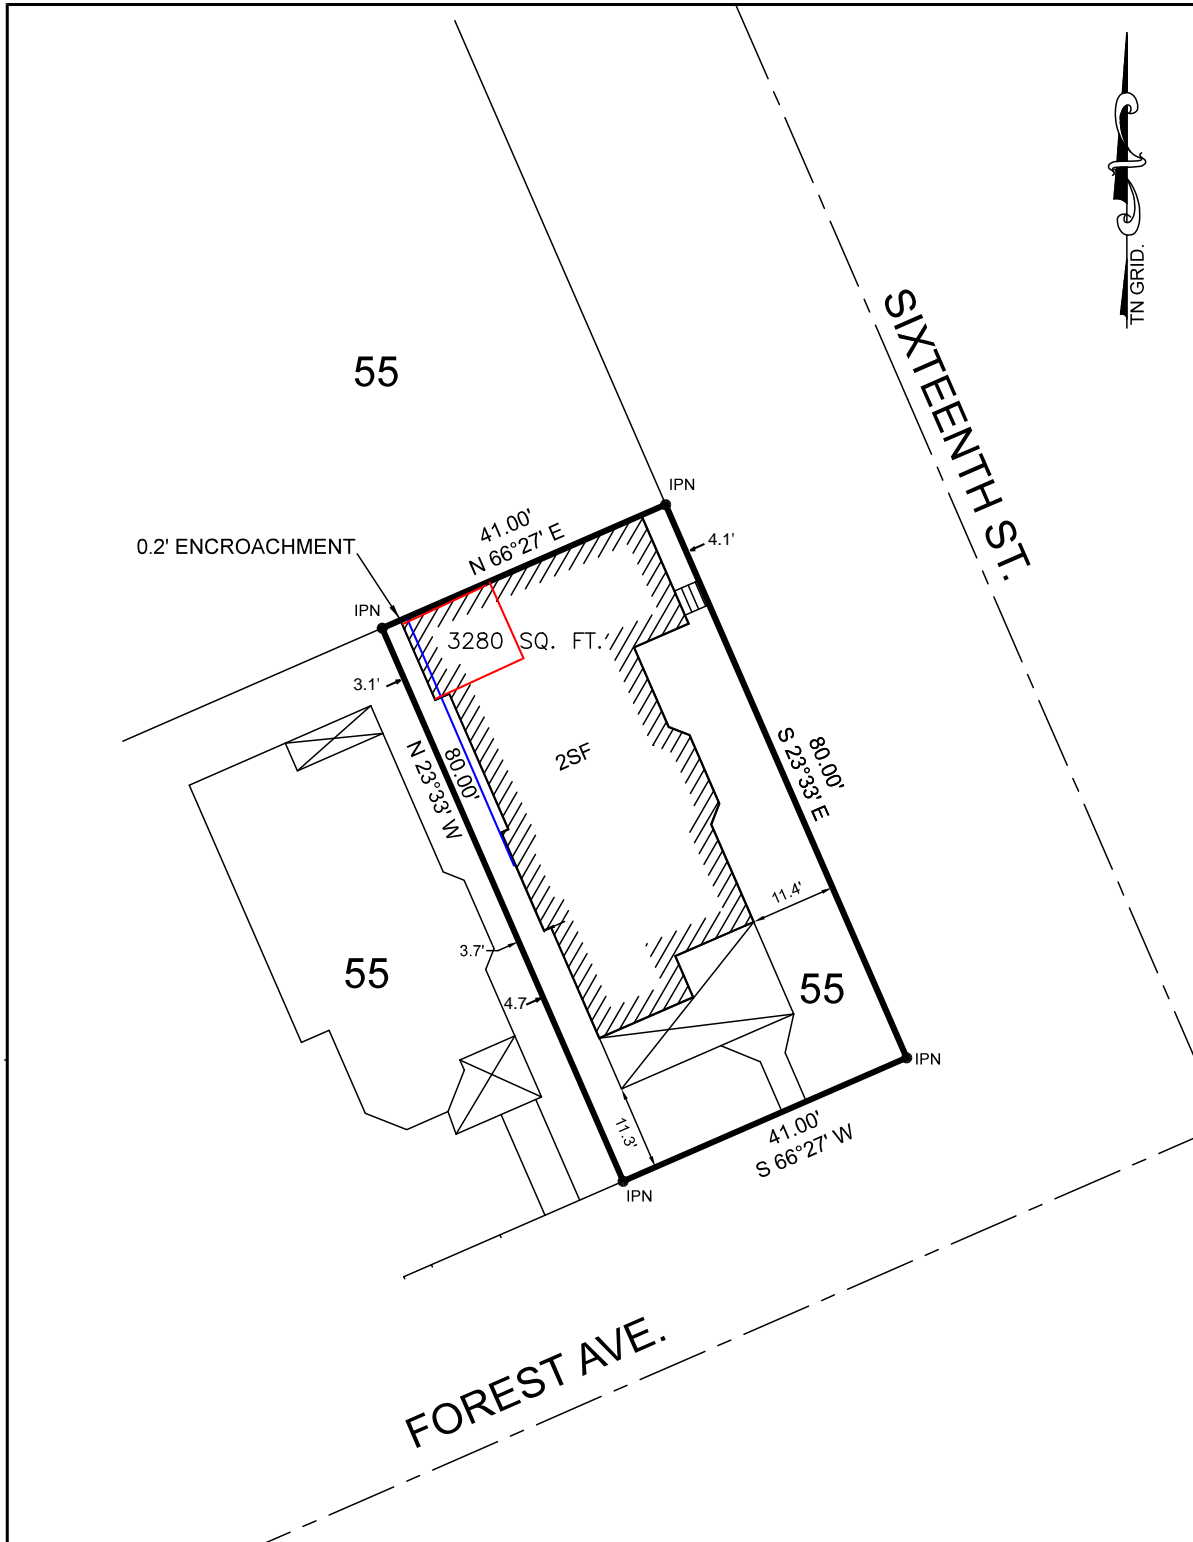 TN GRID.
SIXTEENTH ST.
55
IPN
41.00'
N 66°27' E
4.1'
0.2' ENCROACHMENT
IPN
3280 SQ. FT.
3.1'
N 23°33' W
80.00'
2SF
80.00'
S 23°33' E
11.4'
3.7'
55
55
4.7
IPN
11.3'
41.00'
S 66°27' W
IPN
FOREST AVE.